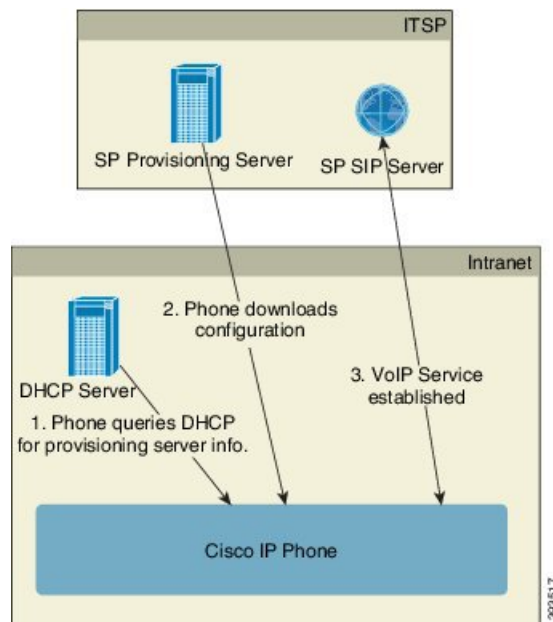 ITSP
SP Provisioning Server
SP SIP Server
Intranet
2. Phone downloads
configuration
DHCP Server
3. VoIP Service
established
1. Phone queries DHCP
for provisioning server info.
Cisco IP Phone